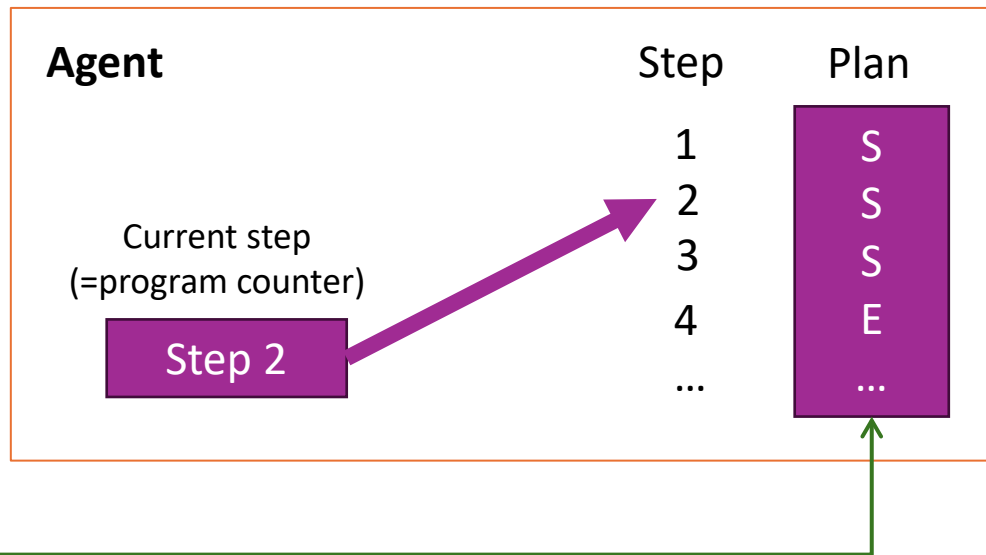 Agent
Step Plan
1 S
2 S
3 S
4 E
... ...
Current step
(=program counter)
Step 2